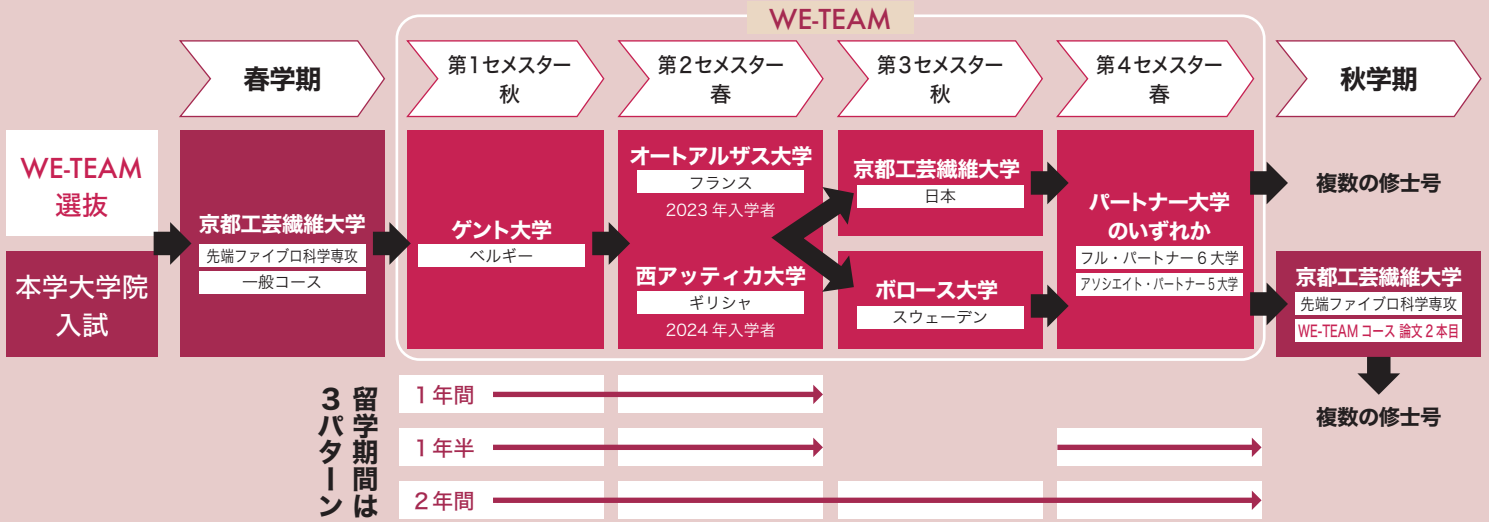 WE-TEAM
春学期
第1セメスター
秋
第2セメスター
春
第3セメスター
秋
第4セメスター
春
秋学期
WE-TEAM
選抜
本学大学院
入試
京都工芸繊維大学
先端ファイブロ科学専攻
一般コース
ゲント大学
ベルギー
オートアルザス大学
フランス
2023年入学者
西アッティカ大学
ギリシャ
2024年入学者
京都工芸繊維大学
日本
ボロース大学
スウェーデン
パートナー大学
のいずれか
フル・パートナー6大学
アソシエイト・パートナー5大学
複数の修士号
京都工芸繊維大学
先端ファイブロ科学専攻
WE-TEAMコース 論文2本目
複数の修士号
留学期間は
3パターン
1年間
1年半
2年間